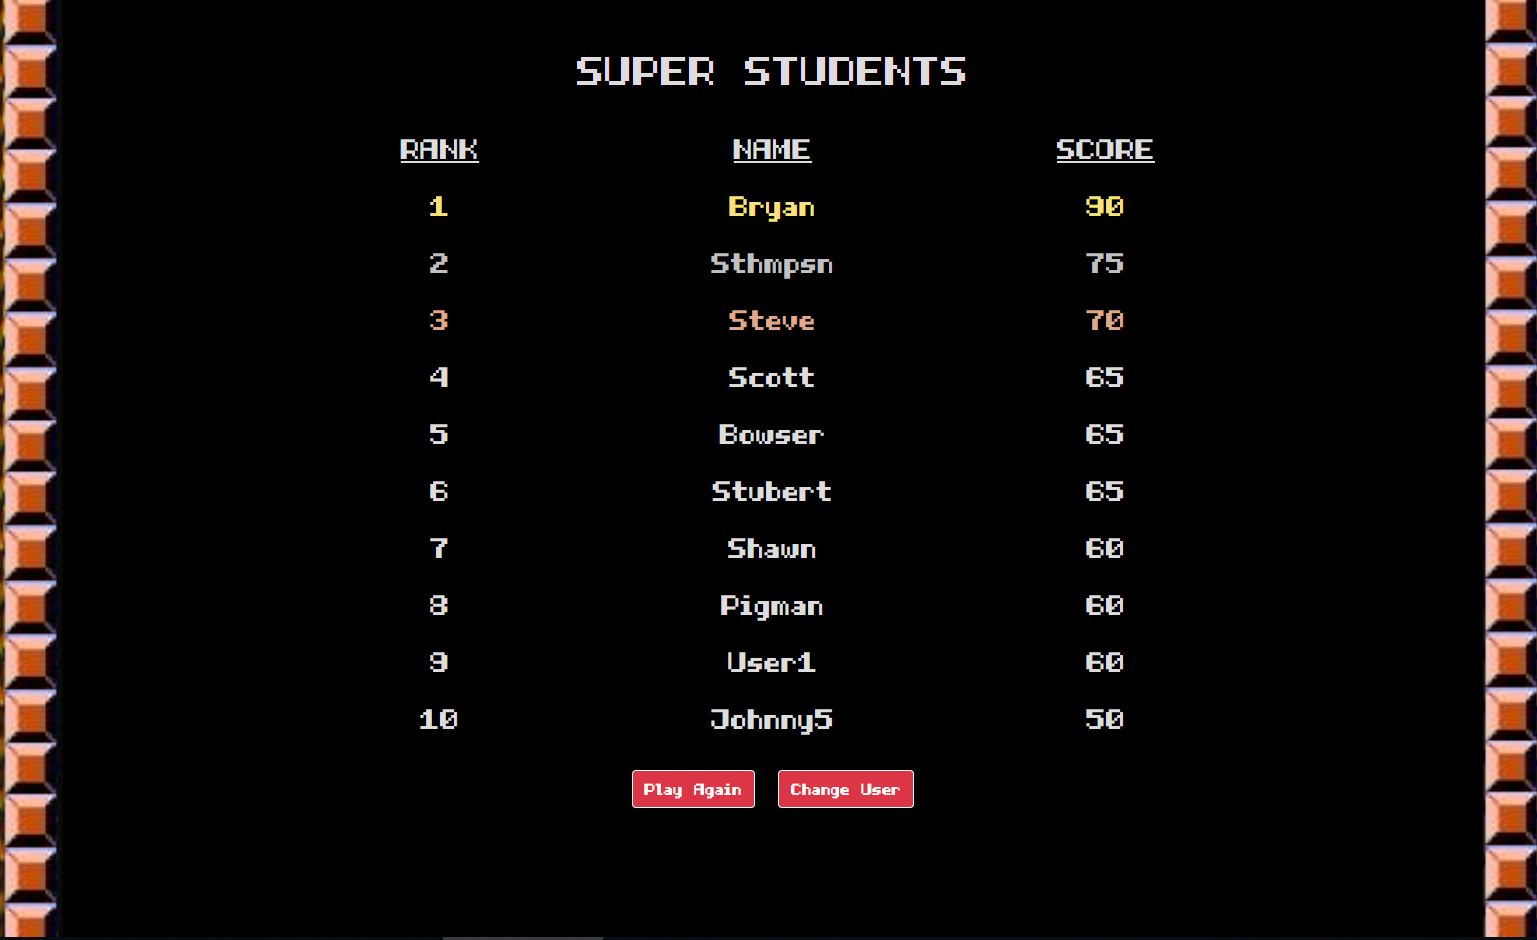 SUPER STUDENTS
RANK NAME SCORE
1 Bryan 90
2 Sthmpsn 75
3 Steve 70
4 Scott 65
5 Bowser 65
6 Stubert 65
7 Shawn 60
8 Pigman 60
9 User1 60
10 Johnny5 50
Play Again Change User